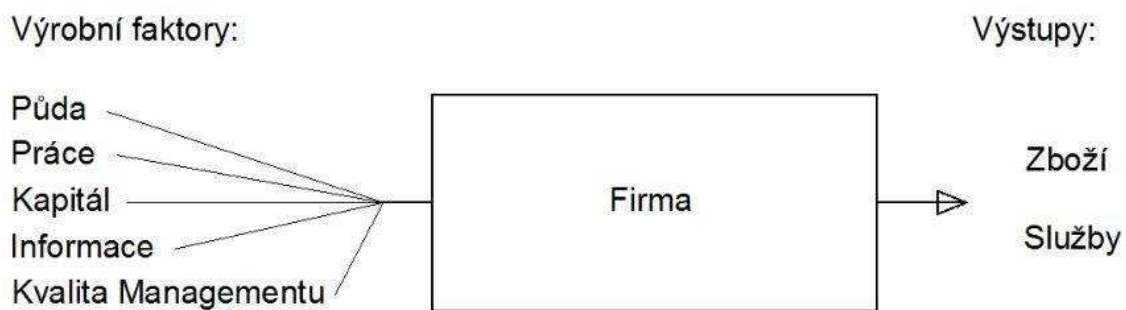 Výrobní faktory:
Výstupy:
Půda
Práce
Kapitál
Informace
Kvalita Managementu
Firma
Zboží
Služby